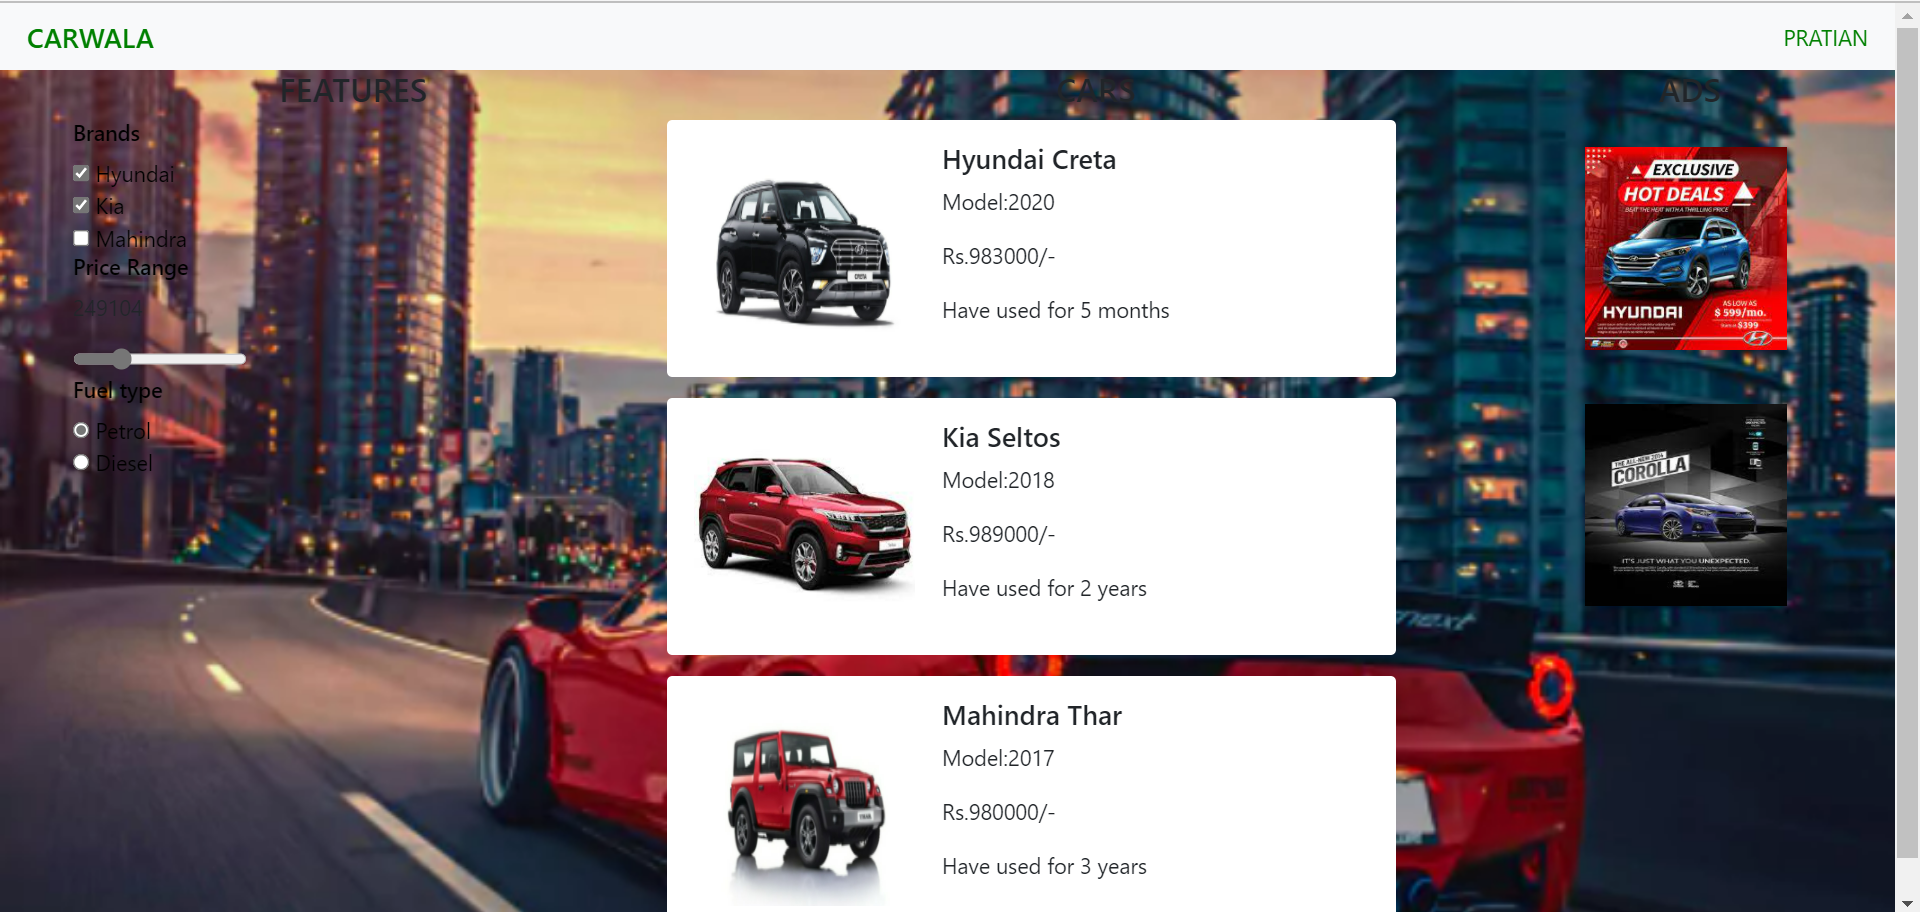 CARWALA
PRATIAN
FEATURES
CARS
ADS
Brands
Hyundai
Kia
Mahindra
Price Range
249104
Fuel type
Petrol
Diesel
Hyundai Creta
Model:2020
Rs.983000/-
Have used for 5 months
CRETA
Kia Seltos
Model:2018
Rs.989000/-
Have used for 2 years
Mahindra Thar
Model:2017
Rs.980000/-
Have used for 3 years
THAR
EXCLUSIVE
HOT DEALS
BEAT THE HEAT WITH A THRILLING PRICE
HYUNDAI
AS LOW AS
$ 599/mo.
$399
THE ALL-NEW 2014
COROLLA
IT'S JUST WHAT YOU UNEXPECTED.
next